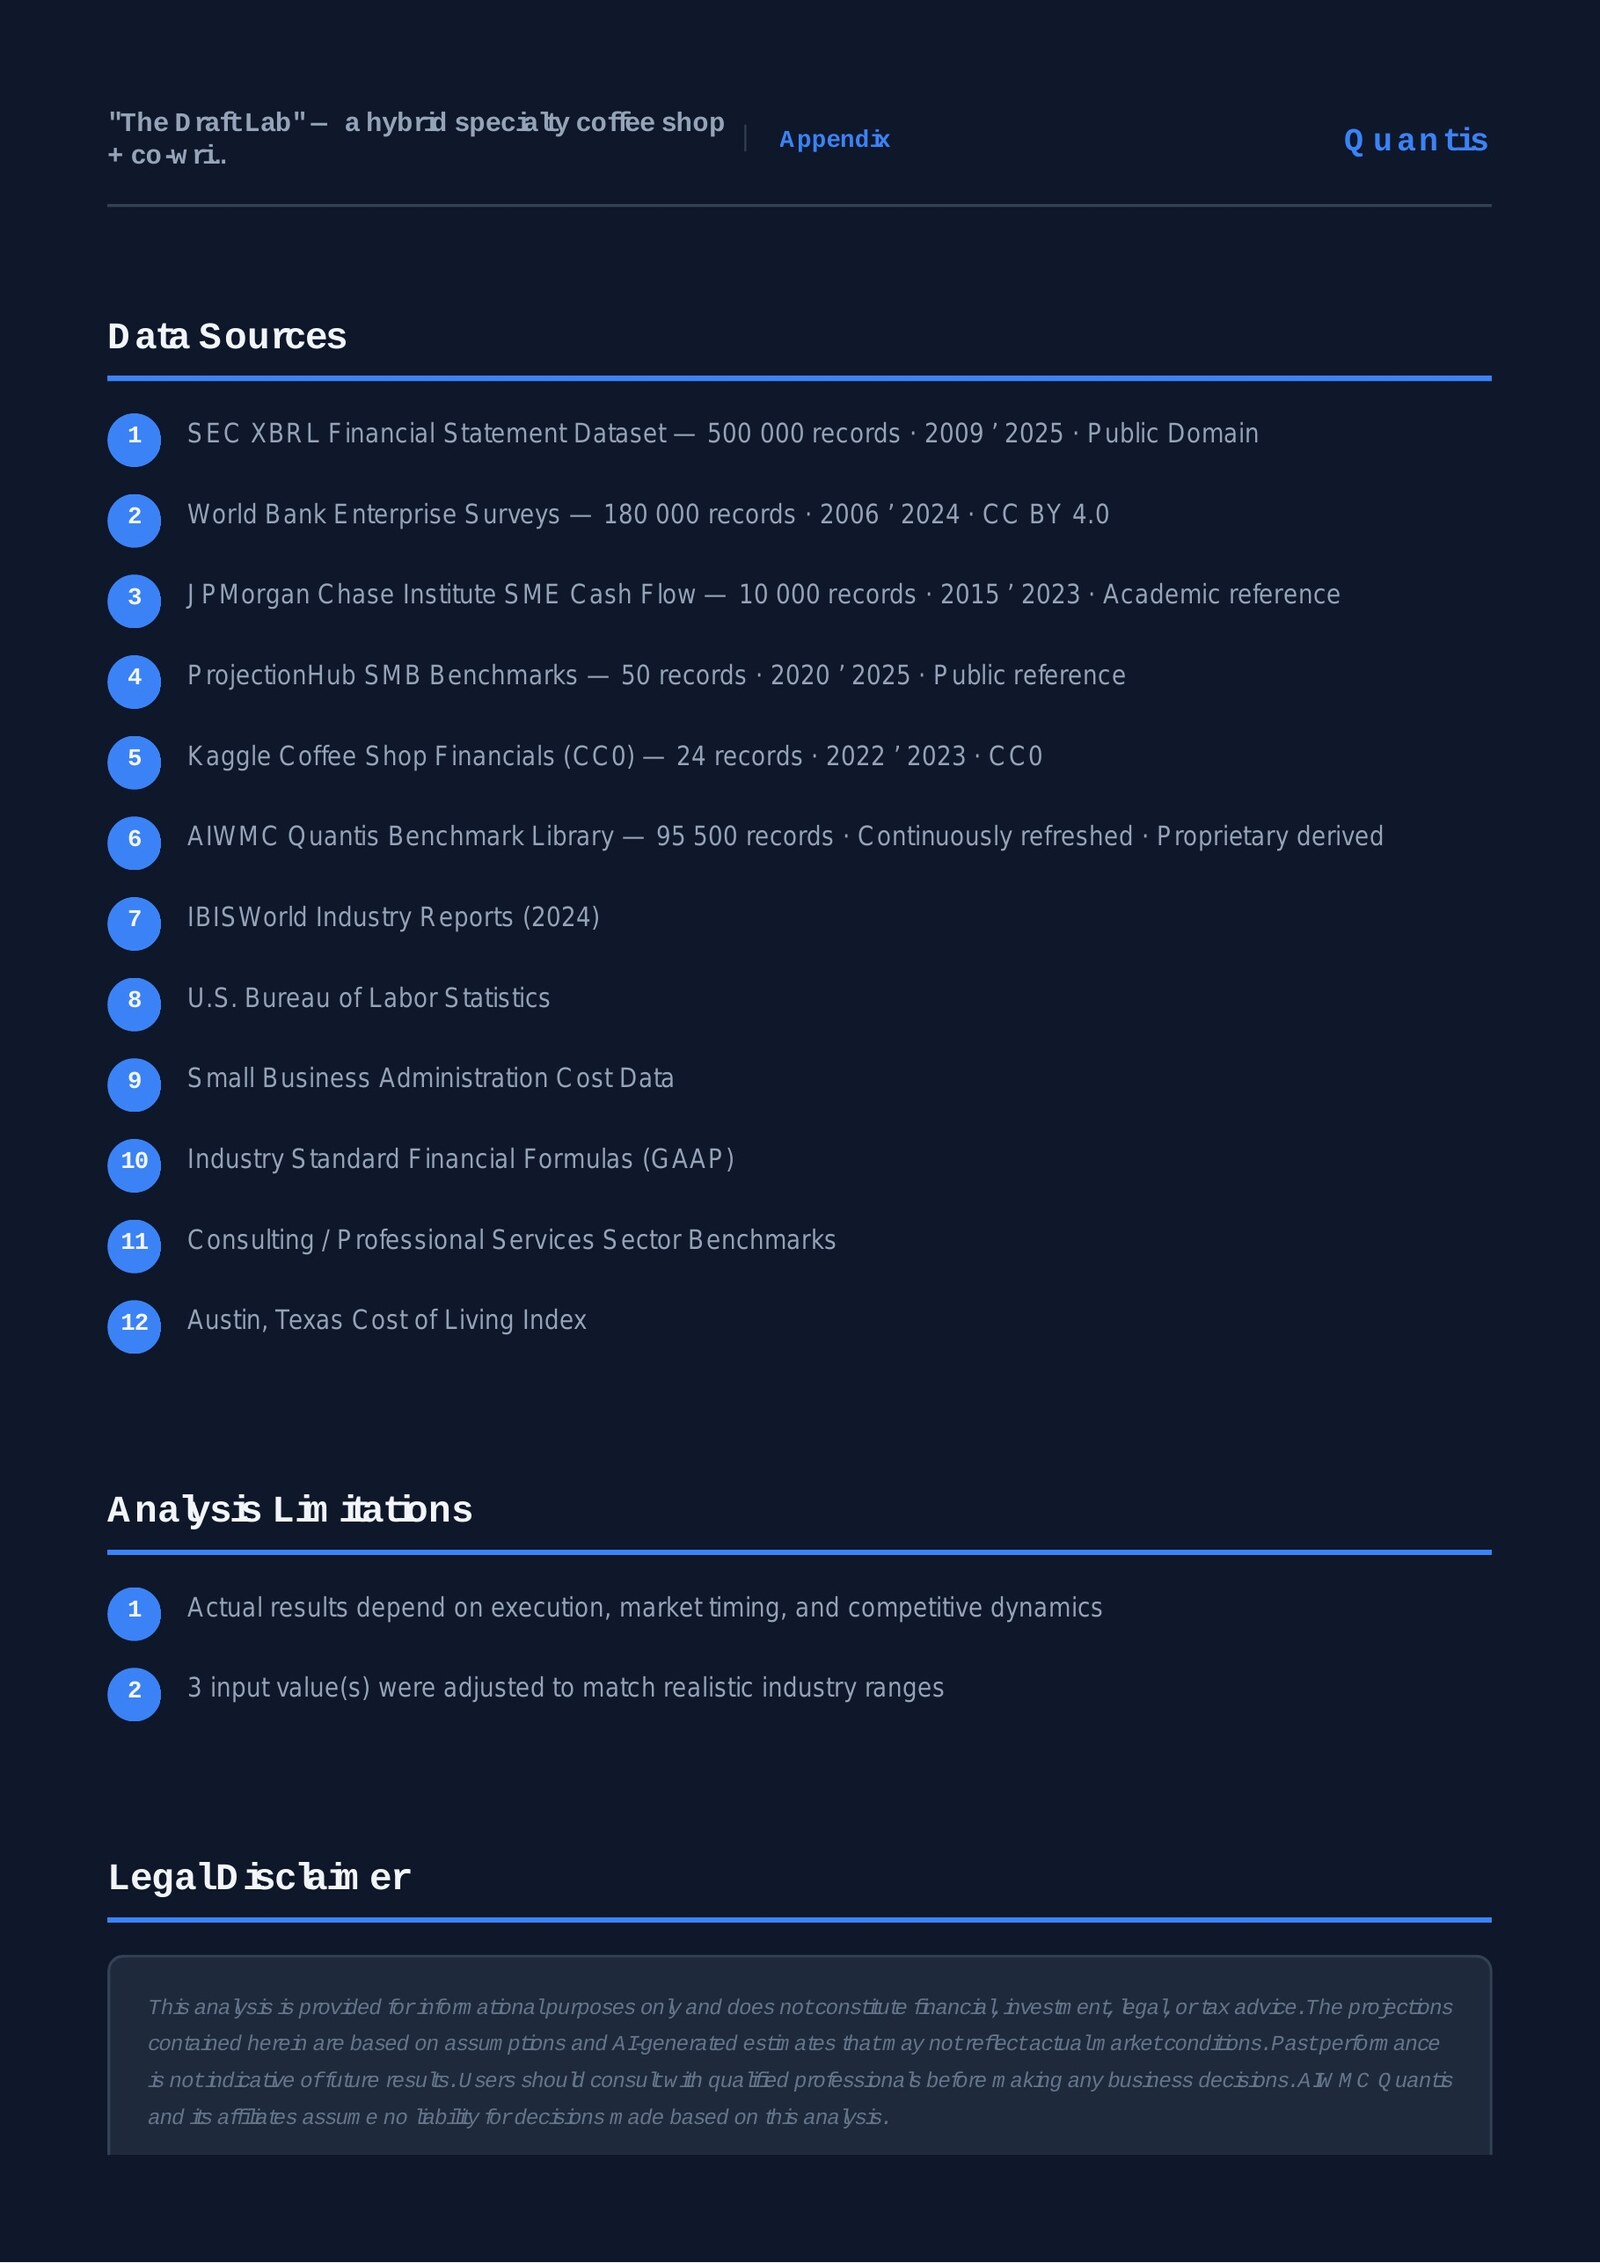 "The Draft Lab" — a hybrid specialty coffee shop
+ co-wri...
Appendix
Quantis
Data Sources
1 SEC XBRL Financial Statement Dataset — 500 000 records · 2009 ’ 2025 · Public Domain
2 World Bank Enterprise Surveys — 180 000 records · 2006 ’ 2024 · CC BY 4.0
3 JPMorgan Chase Institute SME Cash Flow — 10 000 records · 2015 ’ 2023 · Academic reference
4 ProjectionHub SMB Benchmarks — 50 records · 2020 ’ 2025 · Public reference
5 Kaggle Coffee Shop Financials (CC0) — 24 records · 2022 ’ 2023 · CC0
6 AIWMC Quantis Benchmark Library — 95 500 records · Continuously refreshed · Proprietary derived
7 IBISWorld Industry Reports (2024)
8 U.S. Bureau of Labor Statistics
9 Small Business Administration Cost Data
10 Industry Standard Financial Formulas (GAAP)
11 Consulting / Professional Services Sector Benchmarks
12 Austin, Texas Cost of Living Index
Analysis Limitations
1 Actual results depend on execution, market timing, and competitive dynamics
2 3 input value(s) were adjusted to match realistic industry ranges
Legal Disclaimer
This analysis is provided for informational purposes only and does not constitute financial, investment, legal, or tax advice. The projections
contained herein are based on assumptions and AI-generated estimates that may not reflect actual market conditions. Past performance
is not indicative of future results. Users should consult with qualified professionals before making any business decisions. AIWMC Quantis
and its affiliates assume no liability for decisions made based on this analysis.